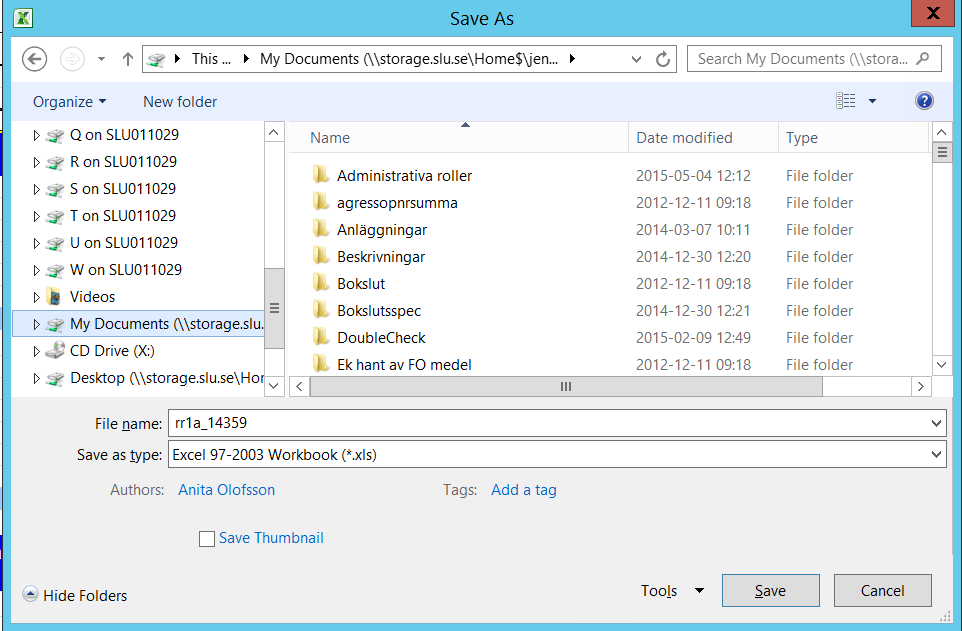 Save As
This ... My Documents (\\storage.slu.se\Home$\jen... Search My Documents (\\stora...
Organize New folder
Name Date modified Type
Q on SLU011029
R on SLU011029
S on SLU011029
T on SLU011029
U on SLU011029
W on SLU011029
Videos
My Documents (\\storage.slu.
CD Drive (X:)
Desktop (\\storage.slu.se\Hor
Administrativa roller 2015-05-04 12:12 File folder
agressopnrsumma 2012-12-11 09:18 File folder
Anläggningar 2014-03-07 10:11 File folder
Beskrivningar 2014-12-30 12:20 File folder
Bokslut 2012-12-11 09:18 File folder
Bokslutsspec 2014-12-30 12:21 File folder
DoubleCheck 2015-02-09 12:49 File folder
Ek hant av FO medel 2012-12-11 09:18 File folder
File name: rr1a_14359
Save as type: Excel 97-2003 Workbook (*.xls)
Authors: Anita Olofsson Tags: Add a tag
Save Thumbnail
Hide Folders Tools Save Cancel